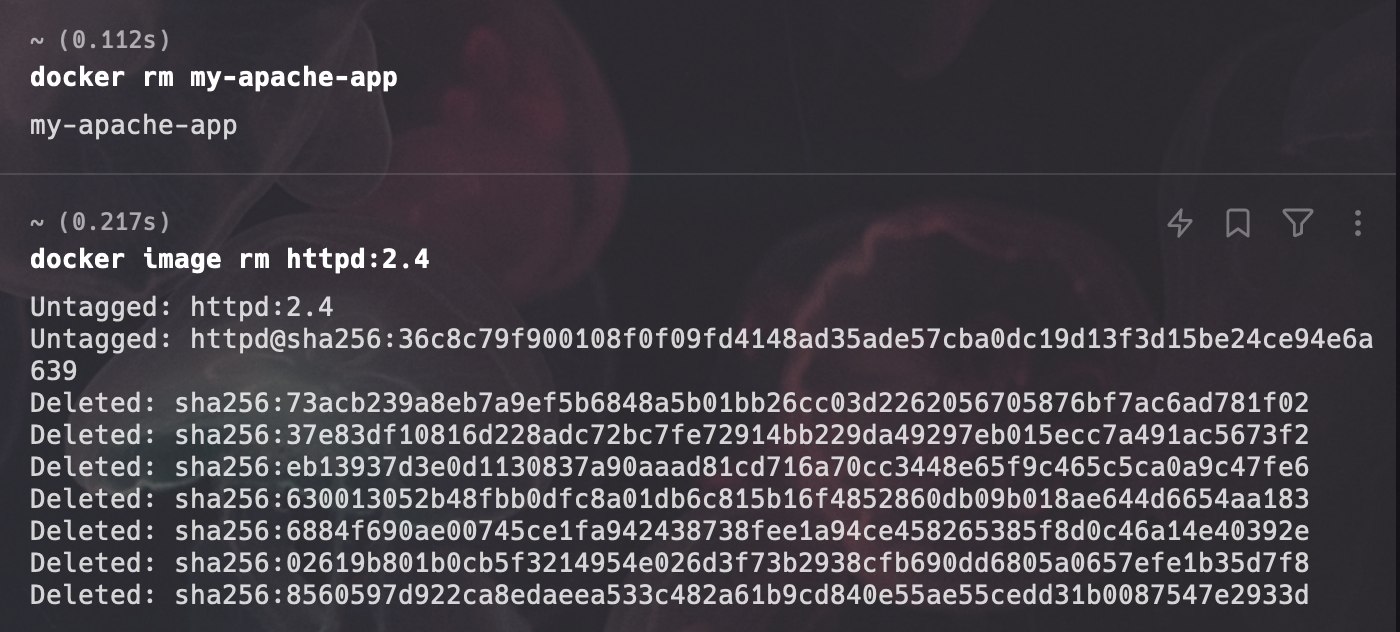 ~ (0.112s)
docker rm my-apache-app
my-apache-app
~ (0.217s)
docker image rm httpd:2.4
Untagged: httpd:2.4
Untagged: httpd@sha256:36c8c79f900108f0f09fd4148ad35ade57cba0dc19d13f3d15be24ce94e6a
639
Deleted: sha256:73acb239a8eb7a9ef5b6848a5b01bb26cc03d2262056705876bf7ac6ad781f02
Deleted: sha256:37e83df10816d228adc72bc7fe72914bb229da49297eb015ecc7a491ac5673f2
Deleted: sha256:eb13937d3e0d1130837a90aaad81cd716a70cc3448e65f9c465c5ca0a9c47fe6
Deleted: sha256:630013052b48fbb0dfc8a01db6c815b16f4852860db09b018ae644d6654aa183
Deleted: sha256:6884f690ae00745ce1fa942438738fee1a94ce458265385f8d0c46a14e40392e
Deleted: sha256:02619b801b0cb5f3214954e026d3f73b2938cfb690dd6805a0657efe1b35d7f8
Deleted: sha256:8560597d922ca8edaeea533c482a61b9cd840e55ae55cedd31b0087547e2933d